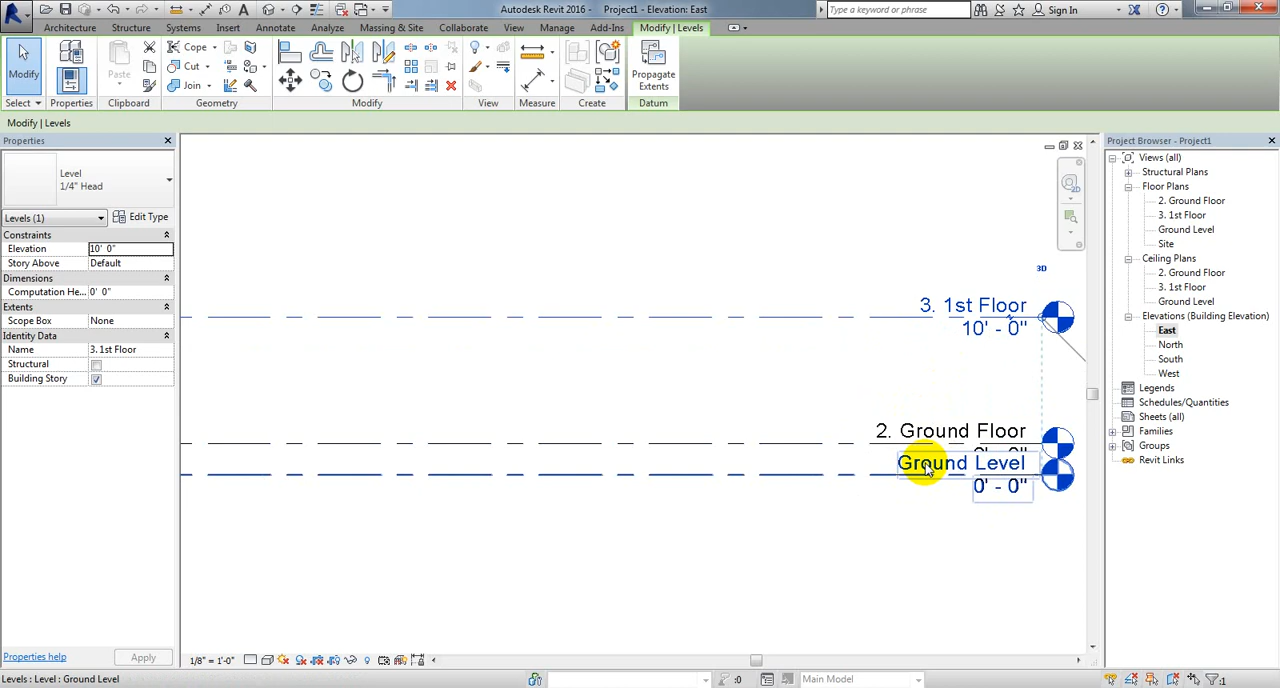 Autodesk Revit 2016 - Project1 - Elevation: East
Type a keyword or phrase
Sign In
Architecture Structure Systems Insert Annotate Analyze Massing & Site Collaborate View Manage Add-Ins Modify | Levels
Modify
Paste
Cope
Cut
Join
Propagate
Extents
Select Properties Clipboard Geometry Modify View Measure Create Datum
Modify | Levels
Properties
Level
1/4" Head
Levels (1)
Edit Type
Constraints
Elevation 10' 0"
Story Above Default
Dimensions
Computation He... 0' 0"
Extents
Scope Box None
Identity Data
Name 3. 1st Floor
Structural
Building Story
Properties help
Apply
2D
3D
3. 1st Floor
10' - 0"
2. Ground Floor
Ground Level
0' - 0"
Project Browser - Project1
Views (all)
Structural Plans
Floor Plans
2. Ground Floor
3. 1st Floor
Ground Level
Site
Ceiling Plans
2. Ground Floor
3. 1st Floor
Ground Level
Elevations (Building Elevation)
East
North
South
West
Legends
Schedules/Quantities
Sheets (all)
Families
Groups
Revit Links
1/8" = 1'-0"
Levels : Level : Ground Level
:0
Main Model
:1